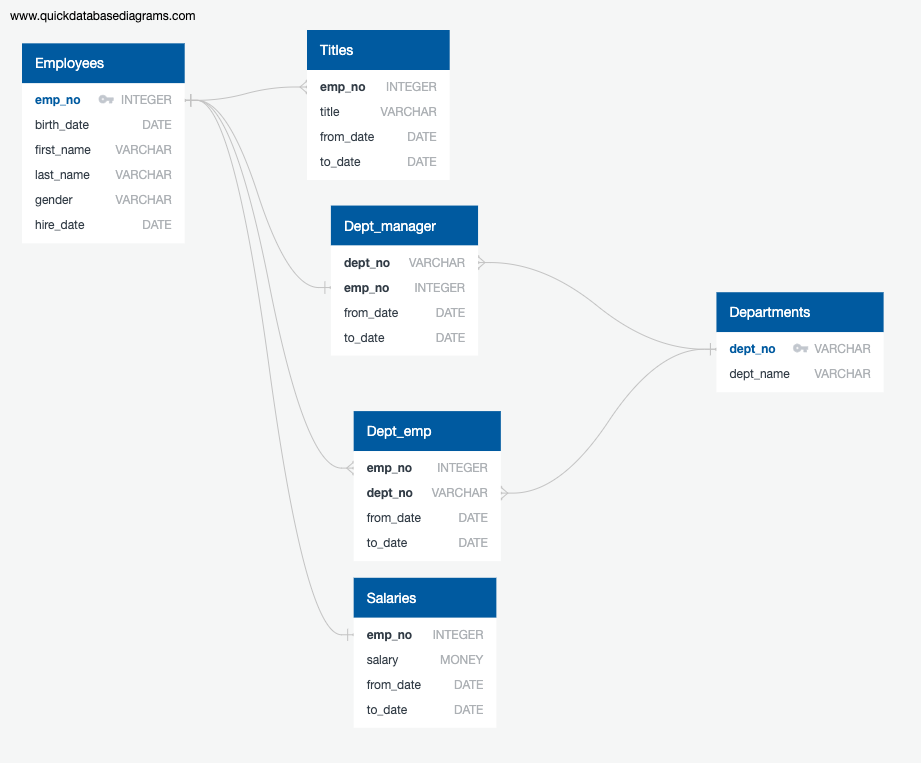 www.quickdatabasediagrams.com
Employees
emp_no INTEGER
birth_date DATE
first_name VARCHAR
last_name VARCHAR
gender VARCHAR
hire_date DATE
Titles
emp_no INTEGER
title VARCHAR
from_date DATE
to_date DATE
Dept_manager
dept_no VARCHAR
emp_no INTEGER
from_date DATE
to_date DATE
Departments
dept_no VARCHAR
dept_name VARCHAR
Dept_emp
emp_no INTEGER
dept_no VARCHAR
from_date DATE
to_date DATE
Salaries
emp_no INTEGER
salary MONEY
from_date DATE
to_date DATE